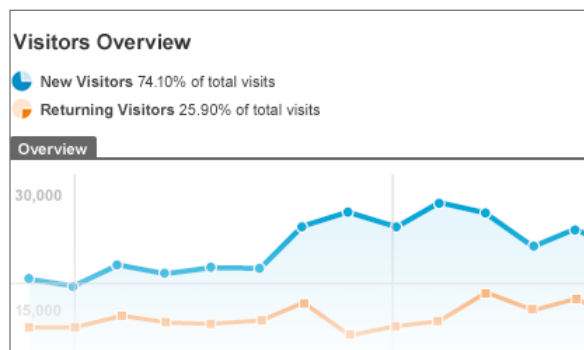 Visitors Overview
New Visitors 74.10% of total visits
Returning Visitors 25.90% of total visits
Overview
30,000
15,000